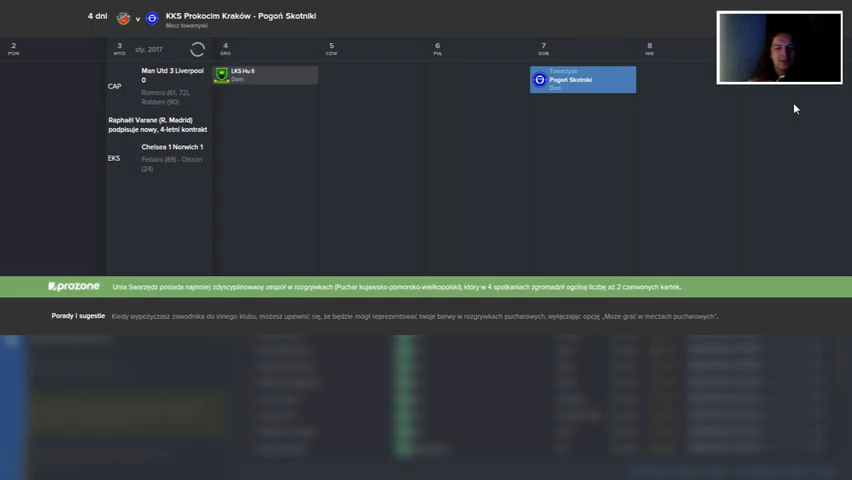 4 dni
v
KKS Prokocim Kraków - Pogoń Skotniki
Mecz towarzyski
2
PON
3
WTO
sty. 2017
4
ŚRO
5
CZW
6
PIĄ
7
SOB
8
NIE
CAP
Man Utd 3 Liverpool
0
Romero (61, 72),
Robben (90)
Raphaël Varane (R. Madrid)
podpisuje nowy, 4-letni kontrakt
EKS
Chelsea 1 Norwich 1
Fellaini (89) - Olsson
(24)
LKS Hu II
Dom
Towarzyski
Pogoń Skotniki
Dom
prozone
Unia Swarzędz posiada najmniej zdyscyplinowany zespół w rozgrywkach (Puchar kujawsko-pomorsko-wielkopolski), który w 4 spotkaniach zgromadził ogólną liczbę aż 2 czerwonych kartek.
Porady i sugestie
Kiedy wypożyczasz zawodnika do innego klubu, możesz upewnić się, że będzie mógł reprezentować twoje barwy w rozgrywkach pucharowych, wyłączając opcję „Może grać w meczach pucharowych”.